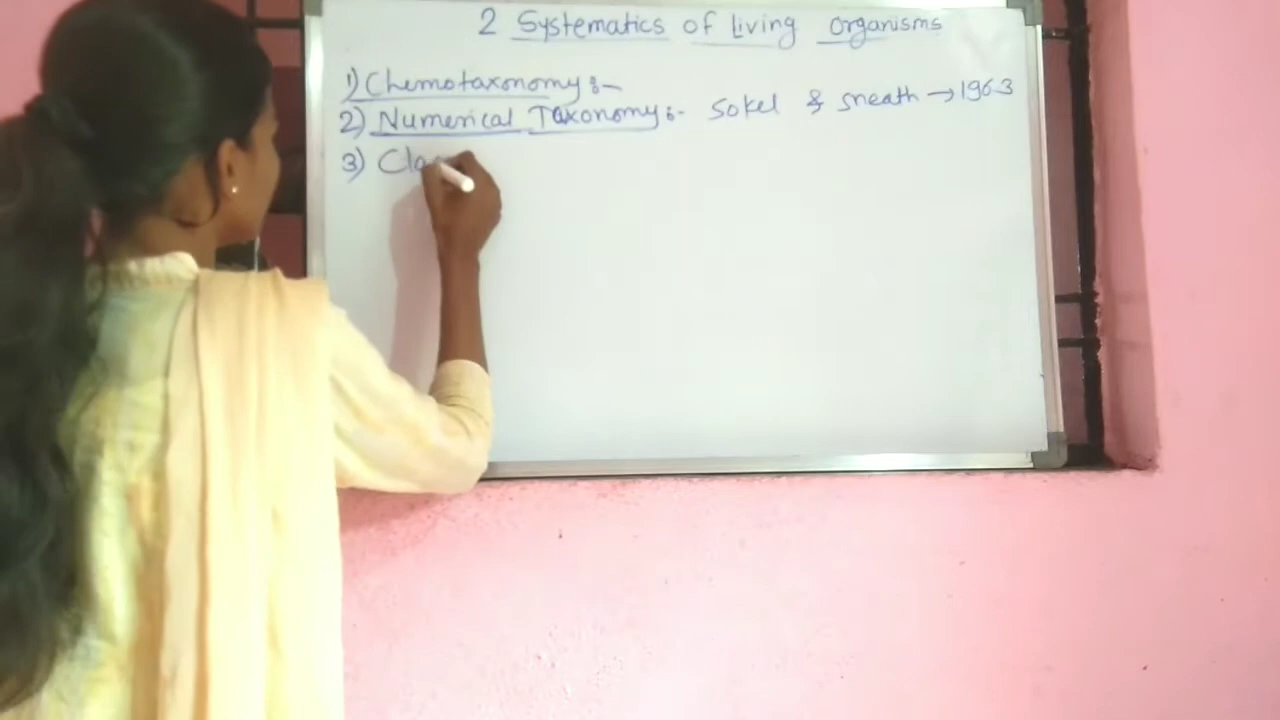 2 Systematics of Living organisms
1) Chemotaxonomy :-
2) Numerical Taxonomy :- Sokel & sneath → 1963
3) Cla